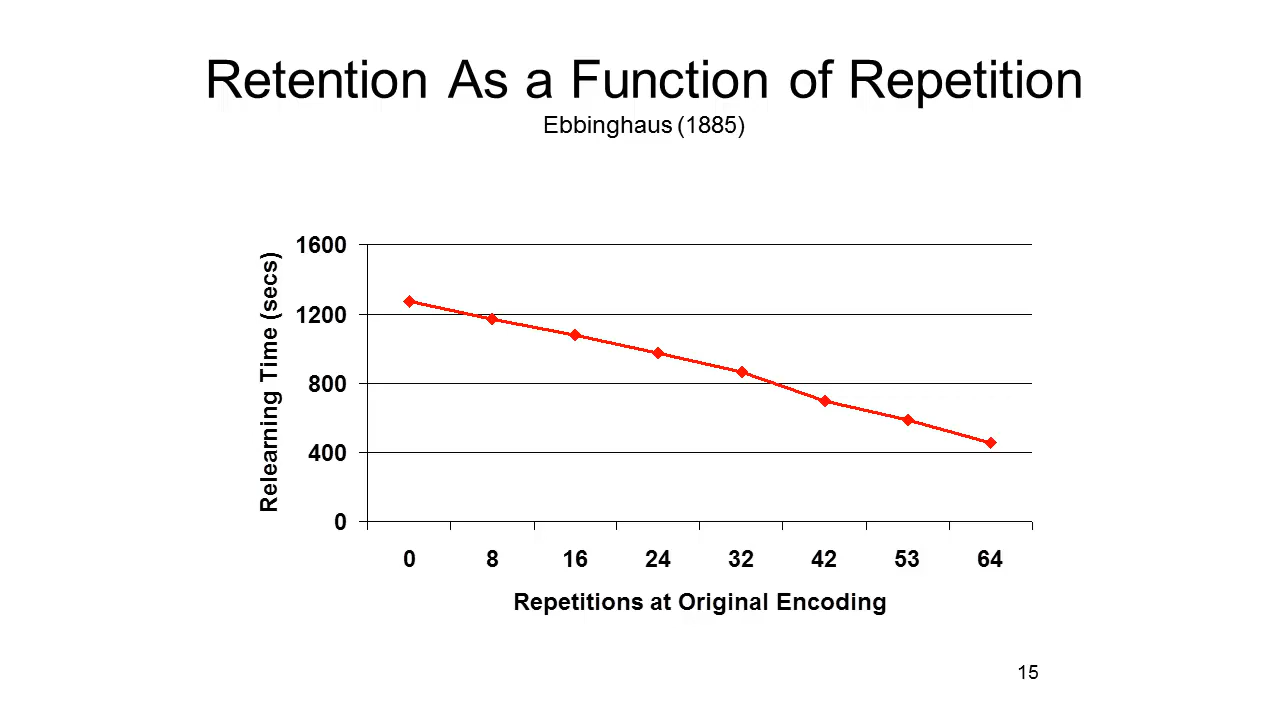 Retention As a Function of Repetition
Ebbinghaus (1885)
Relearning Time (secs)
1600
1200
800
400
0
0 8 16 24 32 42 53 64
Repetitions at Original Encoding
15